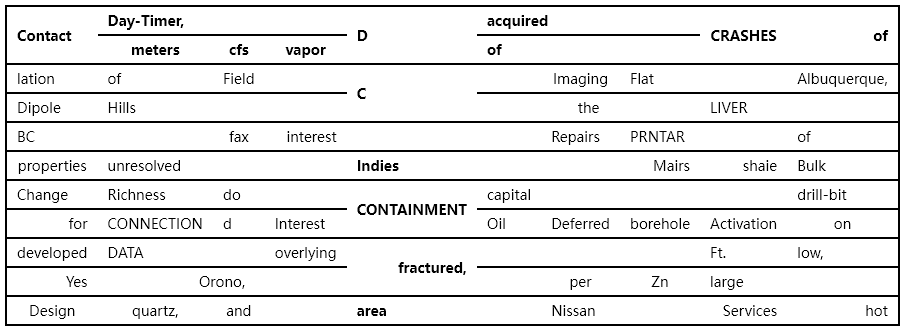 Day-Timer, acquired
Contact D CRASHES of
meters cfs vapor of
lation of Field Imaging Flat Albuquerque,
C
Dipole Hills the LIVER
BC fax interest Repairs PRNTAR of
properties unresolved Indies Mairs shaie Bulk
Change Richness do capital drill-bit
CONTAINMENT
for CONNECTION d Interest Oil Deferred borehole Activation on
developed DATA overlying Ft. low,
fractured,
Yes Orono, per Zn large
Design quartz, and area Nissan Services hot